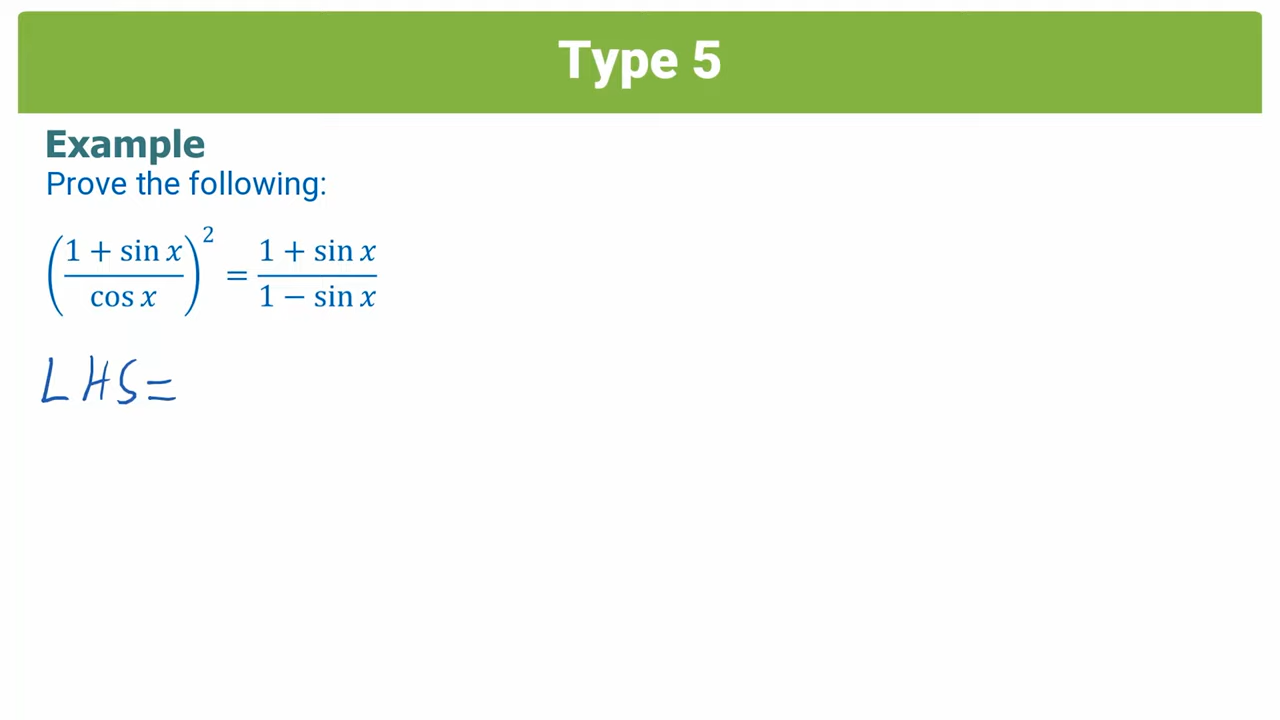 Type 5
Example
Prove the following:
(1 + sin x / cos x)² = 1 + sin x / 1 − sin x
LHS=